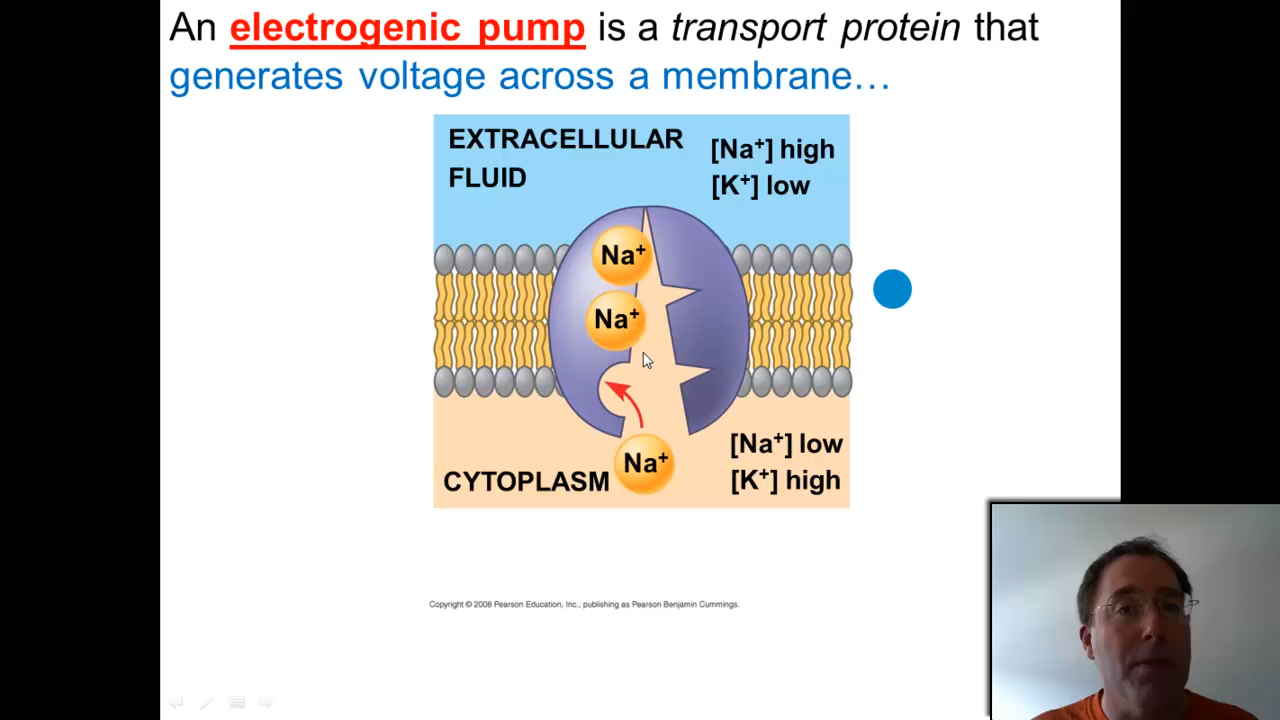 An electrogenic pump is a transport protein that
generates voltage across a membrane…
EXTRACELLULAR
FLUID
[Na⁺] high
[K⁺] low
Na⁺
Na⁺
Na⁺
CYTOPLASM
[Na⁺] low
[K⁺] high
Copyright © 2008 Pearson Education, Inc., publishing as Pearson Benjamin Cummings.